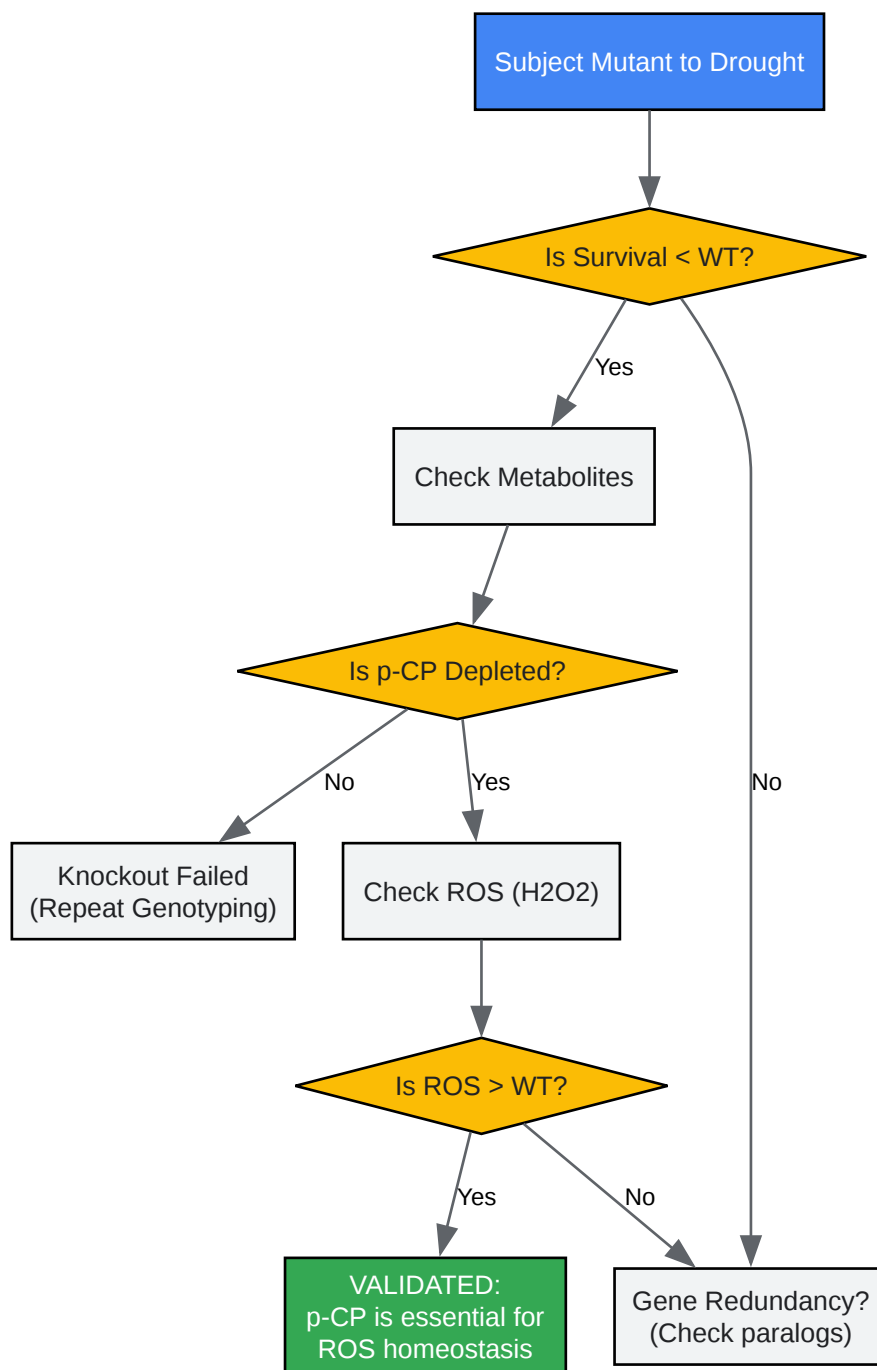 Subject Mutant to Drought
Is Survival < WT?
Yes
Check Metabolites
Is p-CP Depleted?
No
Yes
No
Knockout Failed
(Repeat Genotyping)
Check ROS (H2O2)
Is ROS > WT?
Yes
No
VALIDATED:
p-CP is essential for
ROS homeostasis
Gene Redundancy?
(Check paralogs)